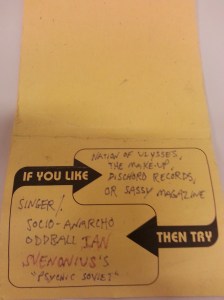 IF YOU LIKE
NATION OF ULYSSES,
THE MAKE-UP,
DISCHORD RECORDS,
OR SASSY MAGAZINE
THEN TRY
SINGER/
SOCIO-ANARCHO
ODDBALL IAN
SVENONIUS'S
"PSYCHIC SOVIET"